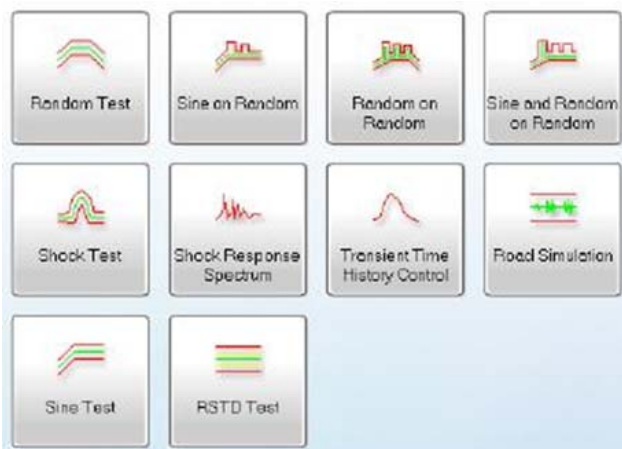 Random Test
Sine on Random
Random on
Random
Sine and Random
on Random
Shock Test
Shock Response
Spectrum
Transient Time
History Control
Road Simulation
Sine Test
RSTD Test